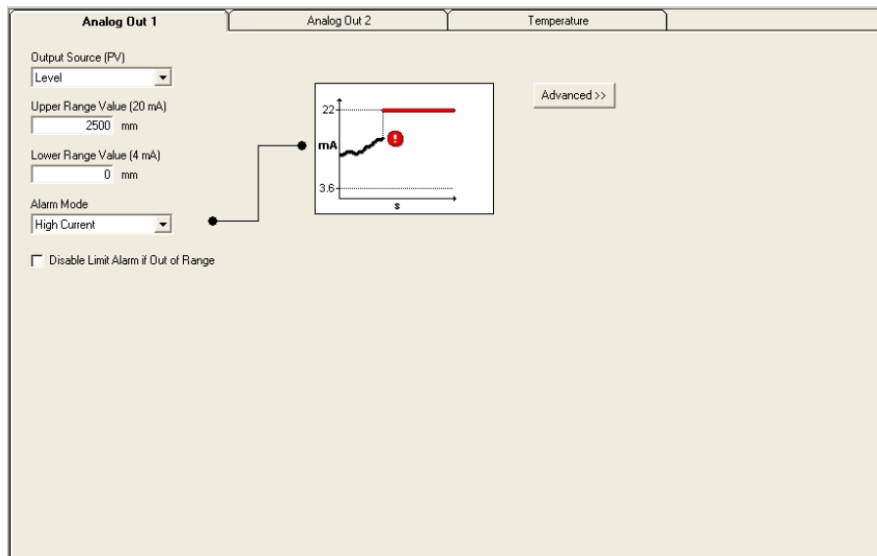 Analog Out 1
Analog Out 2
Temperature
Output Source (PV)
Level
Upper Range Value (20 mA)
2500 mm
Lower Range Value (4 mA)
0 mm
Alarm Mode
High Current
Disable Limit Alarm if Out of Range
22
mA
3.6
s
Advanced >>